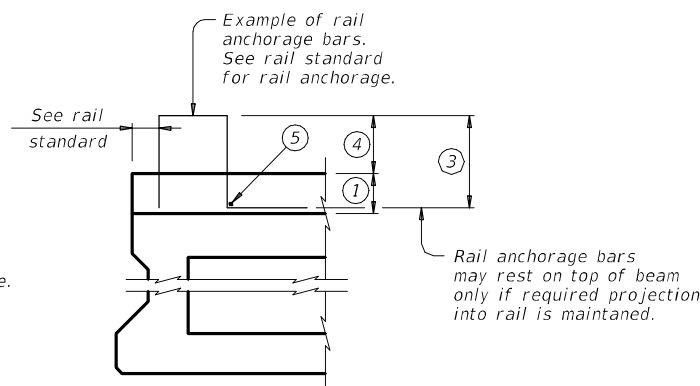 Example of rail
anchorage bars.
See rail standard
for rail anchorage.
See rail
standard
5
4
3
1
Rail anchorage bars
may rest on top of beam
only if required projection
into rail is maintaned.
e.